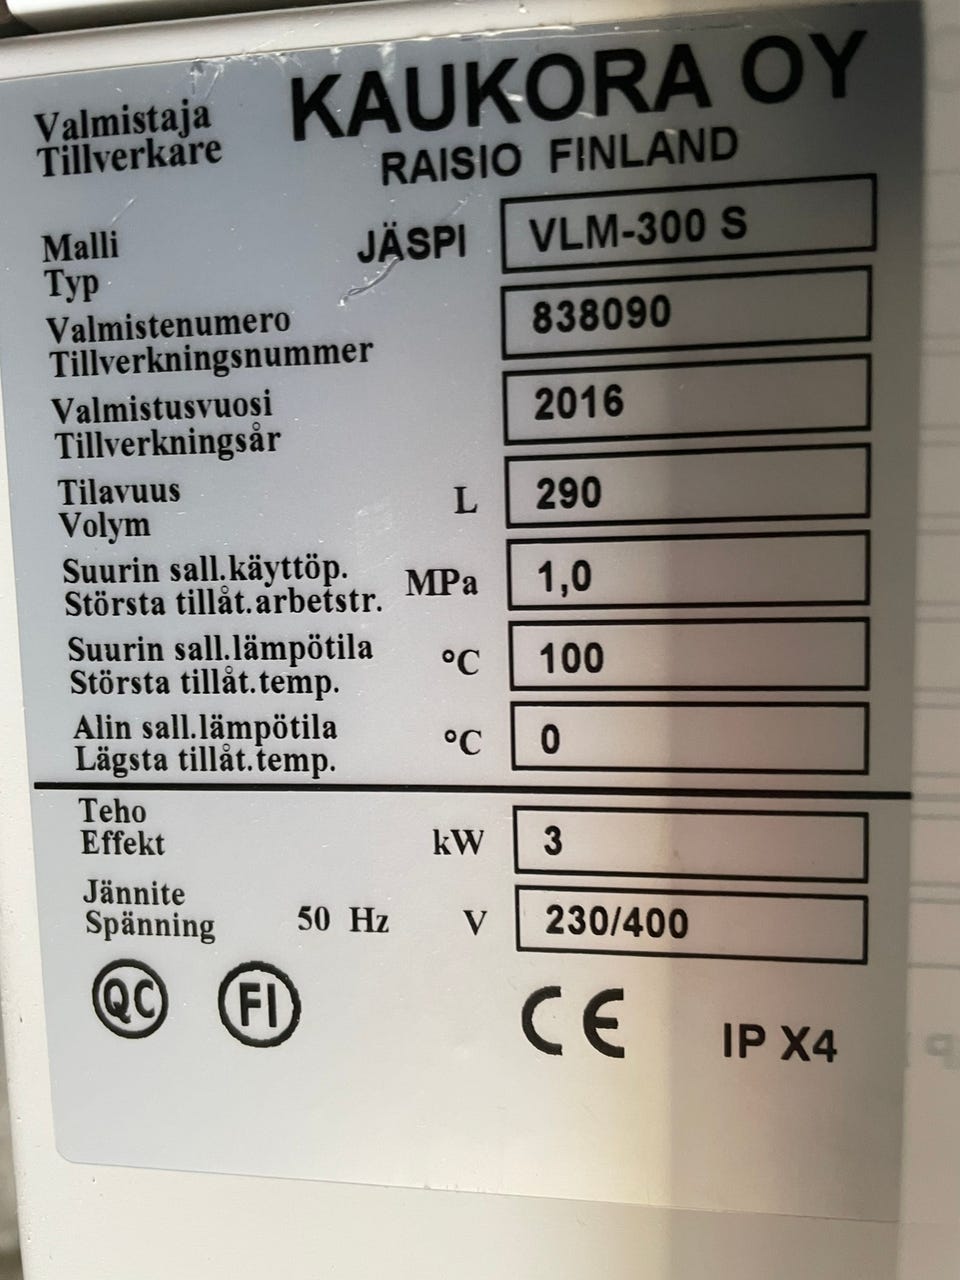 Valmistaja
Tillverkare
KAUKORA OY
RAISIO FINLAND
Malli
Typ
JÄSPI
VLM-300 S
Valmistenumero
Tillverkningsnummer
838090
Valmistusvuosi
Tillverkningsår
2016
Tilavuus
Volym
L
290
Suurin sall.käyttöp.
Största tillåt.arbetstr.
MPa
1,0
Suurin sall.lämpötila
Största tillåt.temp.
°C
100
Alin sall.lämpötila
Lägsta tillåt.temp.
°C
0
Teho
Effekt
kW
3
Jännite
Spänning
50 Hz
V
230/400
QC
FI
CE
IP X4